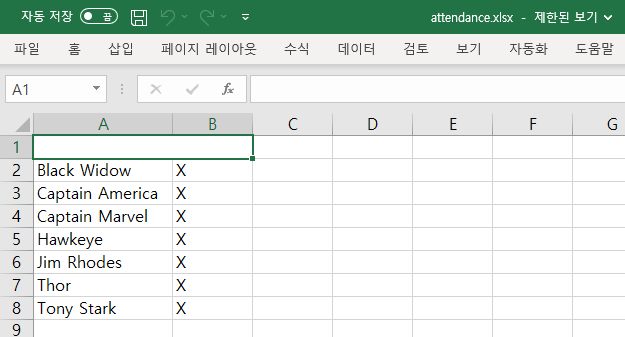 자동 저장 끔 attendance.xlsx - 제한된 보기
파일 홈 삽입 페이지 레이아웃 수식 데이터 검토 보기 자동화 도움말
A1 fx
A B C D E F G
1
2 Black Widow X
3 Captain America X
4 Captain Marvel X
5 Hawkeye X
6 Jim Rhodes X
7 Thor X
8 Tony Stark X
9